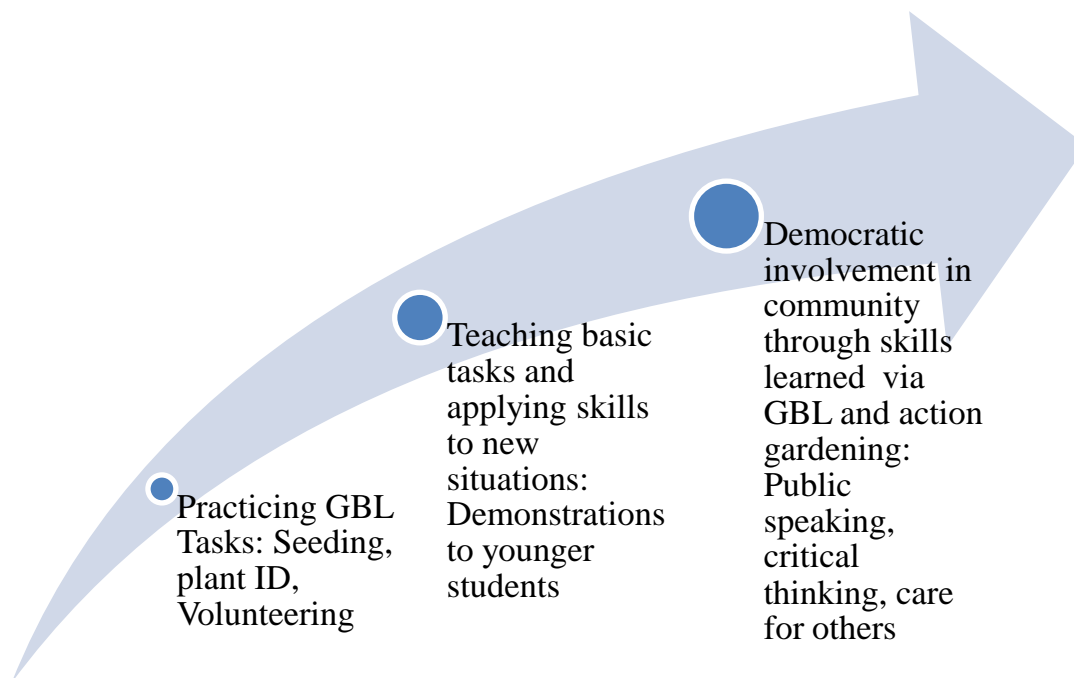 Practicing GBL
Tasks: Seeding,
plant ID,
Volunteering
Teaching basic
tasks and
applying skills
to new
situations:
Demonstrations
to younger
students
Democratic
involvement in
community
through skills
learned  via
GBL and action
gardening:
Public
speaking,
critical
thinking, care
for others